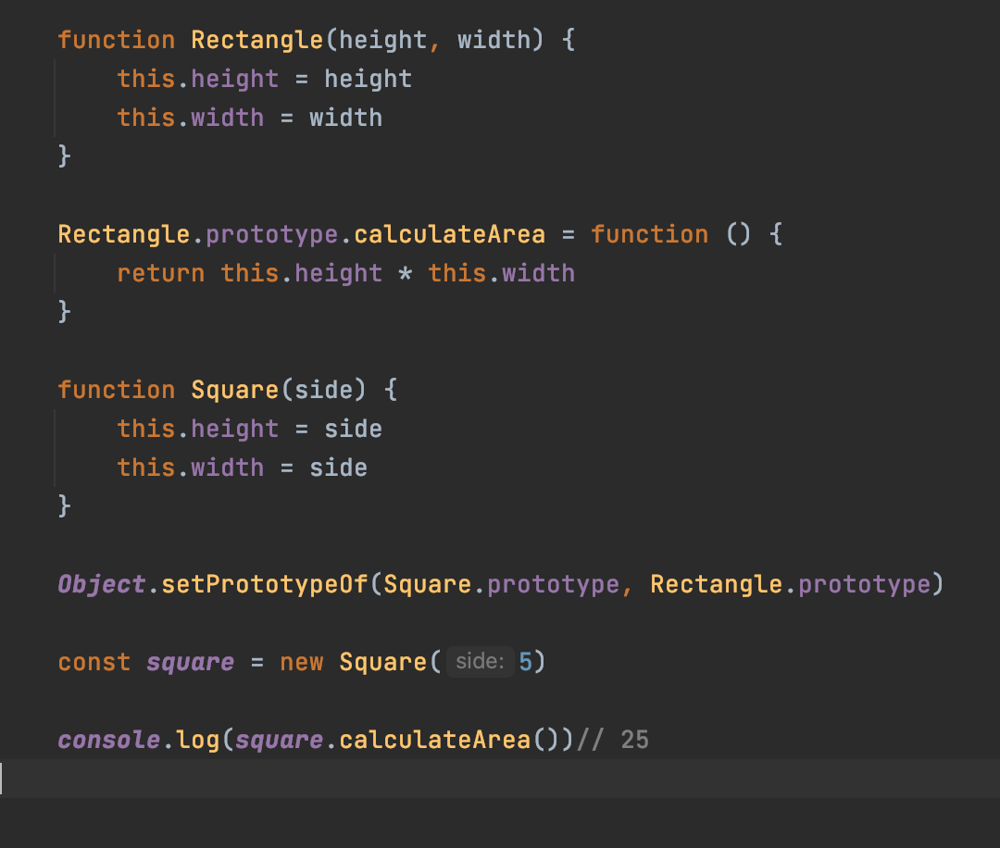 function Rectangle(height, width) {
    this.height = height
    this.width = width
}

Rectangle.prototype.calculateArea = function () {
    return this.height * this.width
}

function Square(side) {
    this.height = side
    this.width = side
}

Object.setPrototypeOf(Square.prototype, Rectangle.prototype)

const square = new Square( side: 5)

console.log(square.calculateArea())// 25